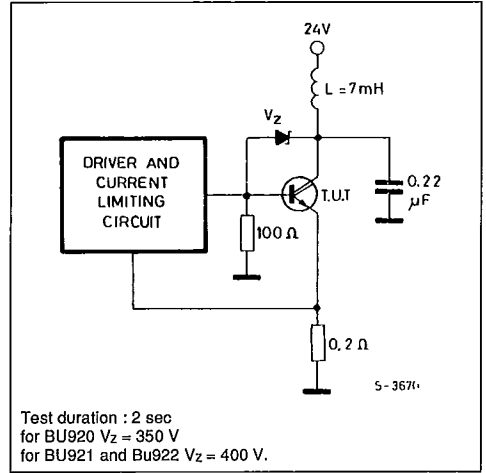 24V
L = 7mH
Vz
DRIVER AND
CURRENT
LIMITING
CIRCUIT
T.U.T
0.22
µF
100 Ω
0,2 Ω
Test duration : 2 sec
for BU920 Vz = 350 V
for BU921 and Bu922 Vz = 400 V.